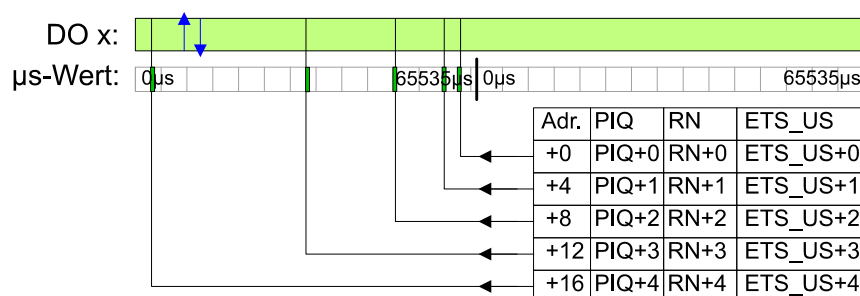 DO x:
µs-Wert: 0µs 65535µs 0µs 65535µs
Adr. PIQ RN ETS_US
+0 PIQ+0 RN+0 ETS_US+0
+4 PIQ+1 RN+1 ETS_US+1
+8 PIQ+2 RN+2 ETS_US+2
+12 PIQ+3 RN+3 ETS_US+3
+16 PIQ+4 RN+4 ETS_US+4